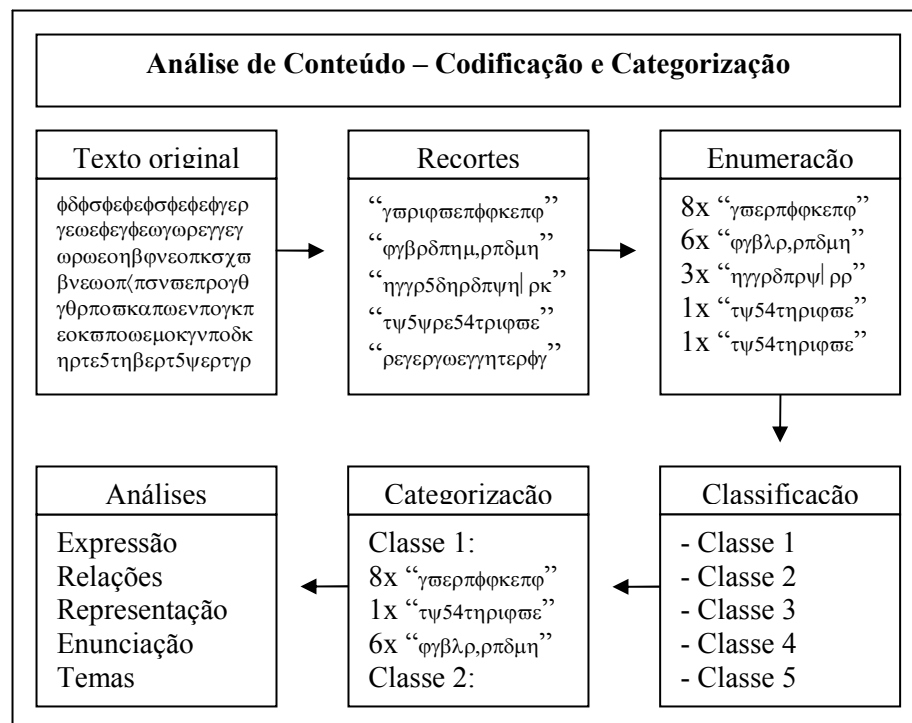 Análise de Conteúdo – Codificação e Categorização
Texto original
φδφσφεφεφσφεφεφγερ
γεωεφεγφεωγωρεγγεγ
ωρωεοηβφνεοπκσχϖ
βνεωοπ⟨πσνϖεπρογθ
γθρποϖκαπωενπογκπ
εοκϖποωεμοκγνποδκ
ηρτε5τηβερτ5ψερτγρ
Recortes
“γϖριφϖεπφφκεπφ”
“φγβρδπημ,ρπδμη”
“ηγγρ5δηρδπψη| ρκ”
“τψ5ψρε54τριφϖε”
“ρεγεργωεγγητερφγ”
Enumeração
8x “γϖερπφφκεπφ”
6x “φγβλρ,ρπδμη”
3x “ηγγρδπρψ| ρρ”
1x “τψ54τηριφϖε”
1x “τψ54τηριφϖε”
Classificação
- Classe 1
- Classe 2
- Classe 3
- Classe 4
- Classe 5
Categorização
Classe 1:
8x “γϖερπφφκεπφ”
1x “τψ54τηριφϖε”
6x “φγβλρ,ρπδμη”
Classe 2:
Análises
Expressão
Relações
Representação
Enunciação
Temas